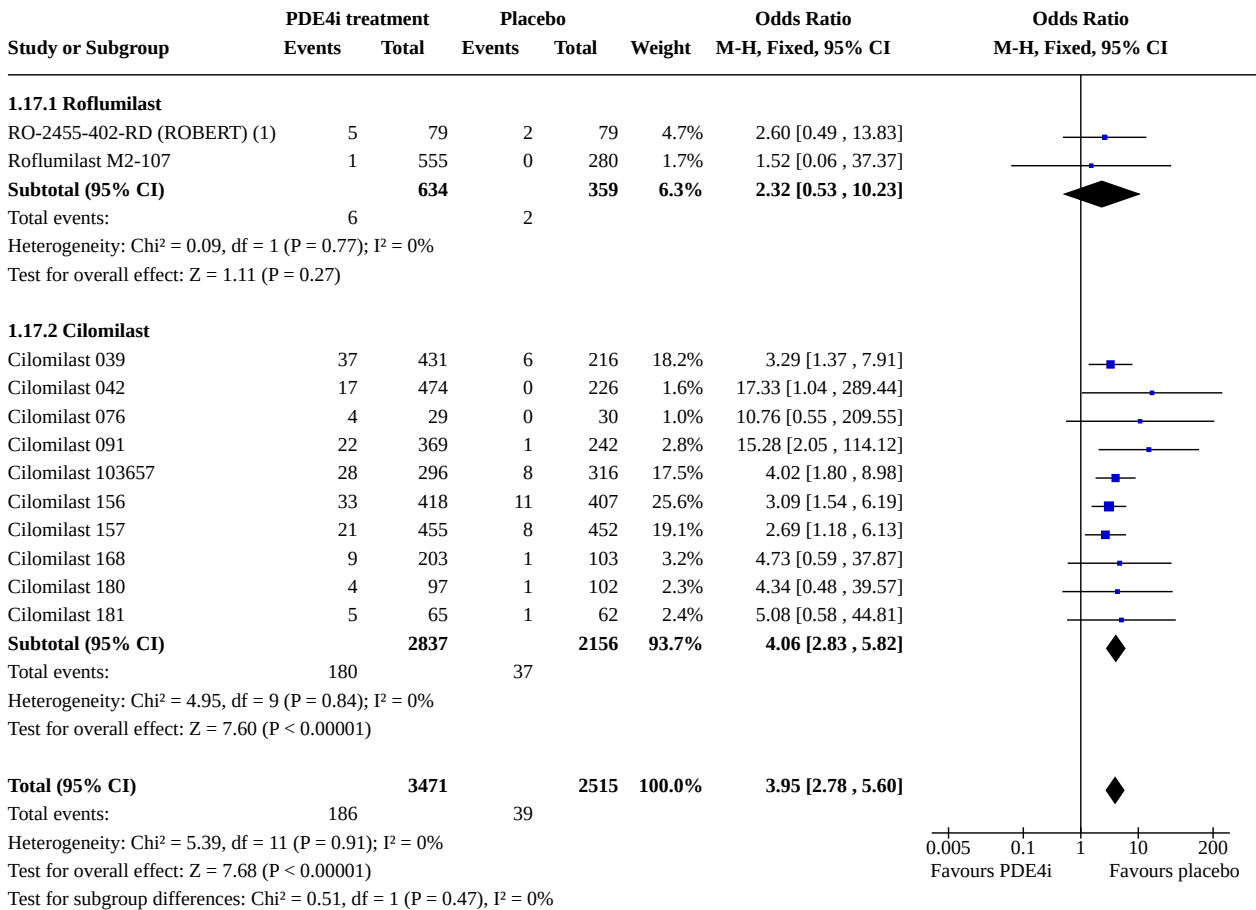 PDE4i treatment Placebo Odds Ratio Odds Ratio
Study or Subgroup Events Total Events Total Weight M-H, Fixed, 95% CI M-H, Fixed, 95% CI
1.17.1 Roflumilast
RO-2455-402-RD (ROBERT) (1) 5 79 2 79 4.7% 2.60 [0.49 , 13.83]
Roflumilast M2-107 1 555 0 280 1.7% 1.52 [0.06 , 37.37]
Subtotal (95% CI) 634 359 6.3% 2.32 [0.53 , 10.23]
Total events: 6 2
Heterogeneity: Chi² = 0.09, df = 1 (P = 0.77); I² = 0%
Test for overall effect: Z = 1.11 (P = 0.27)
1.17.2 Cilomilast
Cilomilast 039 37 431 6 216 18.2% 3.29 [1.37 , 7.91]
Cilomilast 042 17 474 0 226 1.6% 17.33 [1.04 , 289.44]
Cilomilast 076 4 29 0 30 1.0% 10.76 [0.55 , 209.55]
Cilomilast 091 22 369 1 242 2.8% 15.28 [2.05 , 114.12]
Cilomilast 103657 28 296 8 316 17.5% 4.02 [1.80 , 8.98]
Cilomilast 156 33 418 11 407 25.6% 3.09 [1.54 , 6.19]
Cilomilast 157 21 455 8 452 19.1% 2.69 [1.18 , 6.13]
Cilomilast 168 9 203 1 103 3.2% 4.73 [0.59 , 37.87]
Cilomilast 180 4 97 1 102 2.3% 4.34 [0.48 , 39.57]
Cilomilast 181 5 65 1 62 2.4% 5.08 [0.58 , 44.81]
Subtotal (95% CI) 2837 2156 93.7% 4.06 [2.83 , 5.82]
Total events: 180 37
Heterogeneity: Chi² = 4.95, df = 9 (P = 0.84); I² = 0%
Test for overall effect: Z = 7.60 (P < 0.00001)
Total (95% CI) 3471 2515 100.0% 3.95 [2.78 , 5.60]
Total events: 186 39
Heterogeneity: Chi² = 5.39, df = 11 (P = 0.91); I² = 0%
0.005 0.1 1 10 200
Test for overall effect: Z = 7.68 (P < 0.00001)
Favours PDE4i Favours placebo
Test for subgroup differences: Chi² = 0.51, df = 1 (P = 0.47), I² = 0%